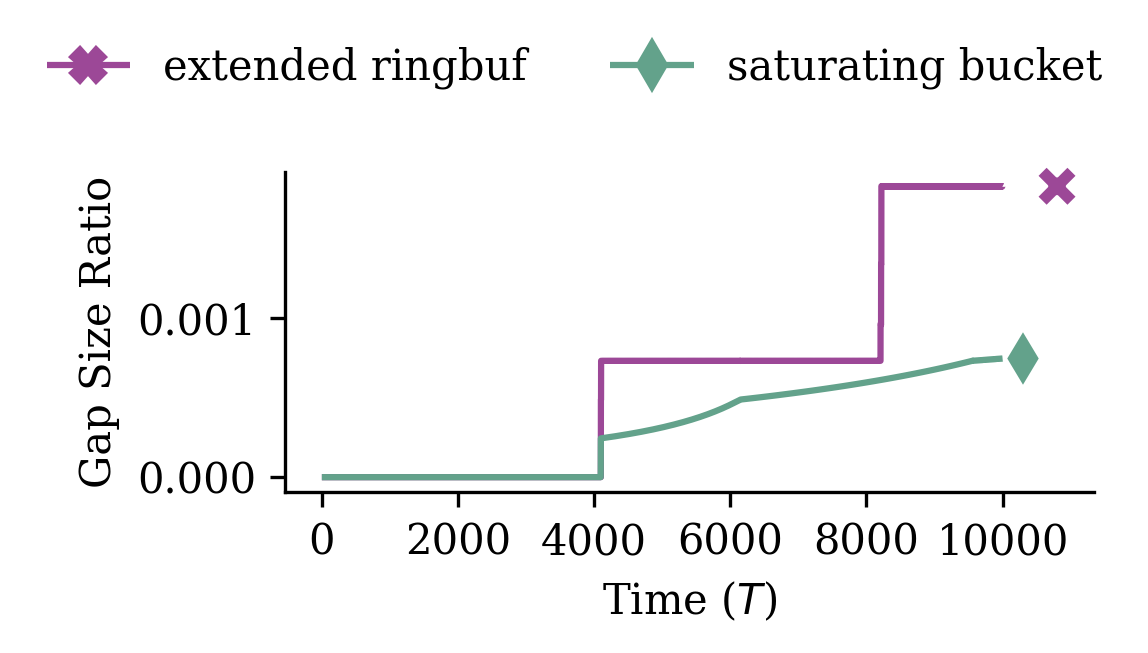 extended ringbuf
saturating bucket
Gap Size Ratio
0.001
0.000
0 2000 4000 6000 8000 10000
Time (T)